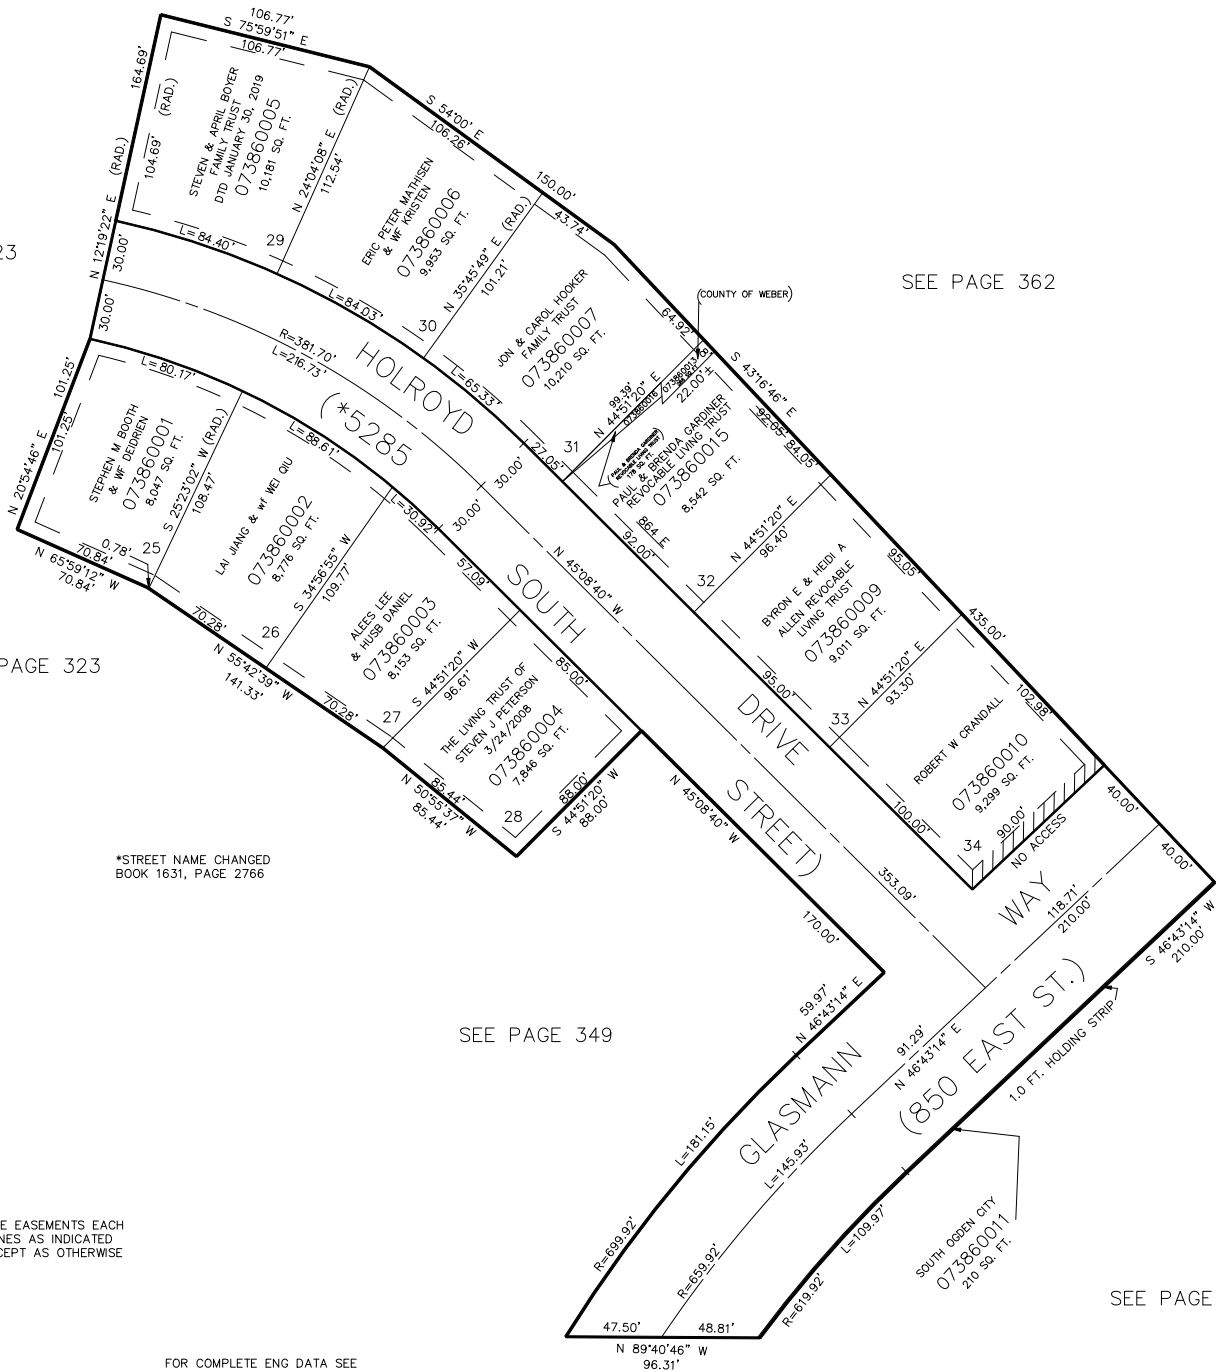 106.77'
S 75°59'51" E
106.77'
164.69'
(RAD.)
104.69'
(RAD.)
N 12°19'22" E
30.00'
30.00'
STEVEN & APRIL BOYER
FAMILY TRUST
DTD JANUARY 30, 2019
073860005
10,181 SQ. FT.
L=84.40'
29
N 24°04'08" E (RAD.)
112.54'
S 54°00' E
106.26'
150.00'
43.74'
ERIC PETER MATHISEN
& WF KRISTEN
073860006
9,953 SQ. FT.
L=84.03'
30
N 35°45'49" E (RAD.)
101.21'
JON & CAROL HOOKER
FAMILY TRUST
073860007
10,210 SQ. FT.
L=65.33'
27.05'
31
64.92'
(COUNTY OF WEBER)
SEE PAGE 362
23
99.39'
N 44°51'20" E
073860016
073860013
22.00'±
S 43°16'46" E
92.05'
84.05'
PAUL & BRENDA GARDINER
REVOCABLE LIVING TRUST
073860015
8,542 SQ. FT.
864 E
92.00'
32
N 44°51'20" E
96.40'
95.05'
435.00'
BYRON E & HEIDI A
ALLEN REVOCABLE
LIVING TRUST
073860009
9,011 SQ. FT.
95.00'
33
N 44°51'20" E
93.30'
102.98'
ROBERT W CRANDALL
073860010
9,299 SQ. FT.
100.00'
34
90.00'
NO ACCESS
40.00'
40.00'
HOLROYD
SOUTH
DRIVE
(*5285
STREET)
R=381.70'
L=216.73'
30.00'
30.00'
N 45°08'40" W
353.09'
101.25'
101.25'
N 20°54'46" E
L=80.17'
STEPHEN M BOOTH
& WF DEIDRIEN
073860001
8,047 SQ. FT.
S 25°23'02" W (RAD.)
108.47'
0.78'
25
70.84'
N 65°59'12" W
70.84'
L=88.61'
LAI JIANG & wf WEI QIU
073860002
8,776 SQ. FT.
70.28'
26
S 34°56'55" W
109.77'
N 55°42'39" W
141.33'
L=30.92'
57.09'
ALEES LEE
& HUSB DANIEL
073860003
8,153 SQ. FT.
70.28'
27
S 44°51'20" W
96.61'
85.00'
THE LIVING TRUST OF
STEVEN J PETERSON
3/24/2008
073860004
7,846 SQ. FT.
85.44'
N 50°55'37" W
85.44'
28
88.00'
S 44°51'20" W
88.00'
PAGE 323
*STREET NAME CHANGED
BOOK 1631, PAGE 2766
N 45°08'40" W
170.00'
WAY
118.71'
210.00'
S 46°43'14" W
210.00'
59.97'
N 46°43'14" E
SEE PAGE 349
GLASMANN
(850 EAST ST.)
91.29'
N 46°43'14" E
1.0 FT. HOLDING STRIP
L=181.15'
R=699.92'
L=145.93'
R=659.92'
L=109.97'
R=619.92'
SOUTH OGDEN CITY
073860011
210 SQ. FT.
47.50'
48.81'
N 89°40'46" W
96.31'
E EASEMENTS EACH
NES AS INDICATED
CEPT AS OTHERWISE
SEE PAGE
FOR COMPLETE ENG DATA SEE